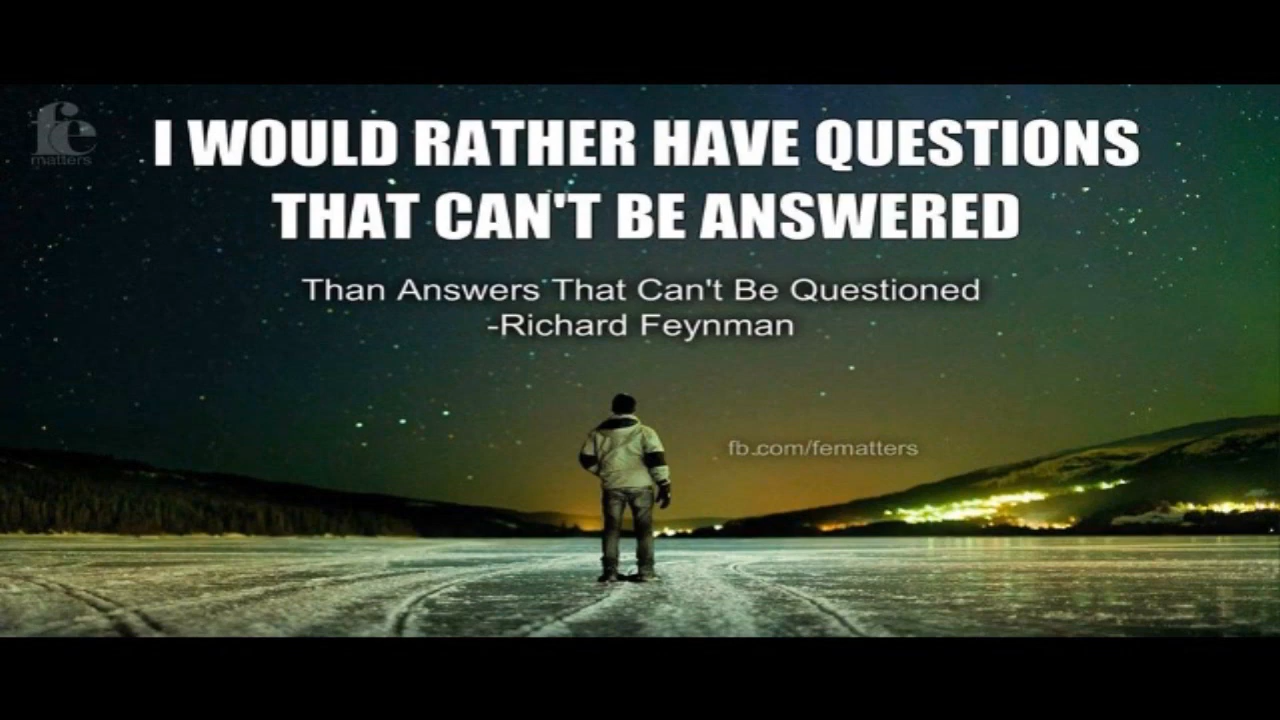 fe
matters
I WOULD RATHER HAVE QUESTIONS
THAT CAN'T BE ANSWERED
Than Answers That Can't Be Questioned
-Richard Feynman
fb.com/fematters